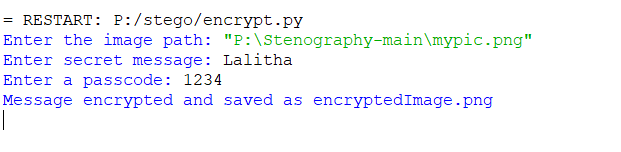 = RESTART: P:/stego/encrypt.py
Enter the image path: "P:\Stenography-main\mypic.png"
Enter secret message: Lalitha
Enter a passcode: 1234
Message encrypted and saved as encryptedImage.png